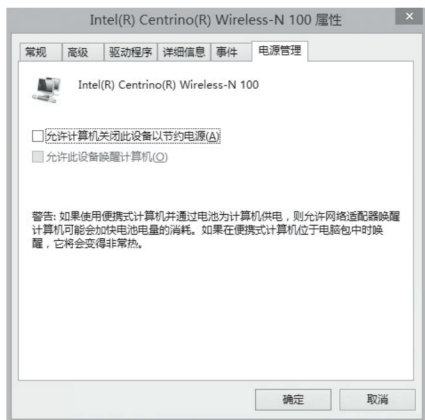 Intel(R) Centrino(R) Wireless-N 100 属性
常规 高级 驱动程序 详细信息 事件 电源管理
Intel(R) Centrino(R) Wireless-N 100
允许计算机关闭此设备以节约电源(A)
允许此设备唤醒计算机(O)
警告: 如果使用便携式计算机并通过电池为计算机供电，则允许网络适配器唤醒
计算机可能会加快电池电量的消耗。如果在便携式计算机位于电脑包中时唤
醒，它将会变得非常热。
确定 取消